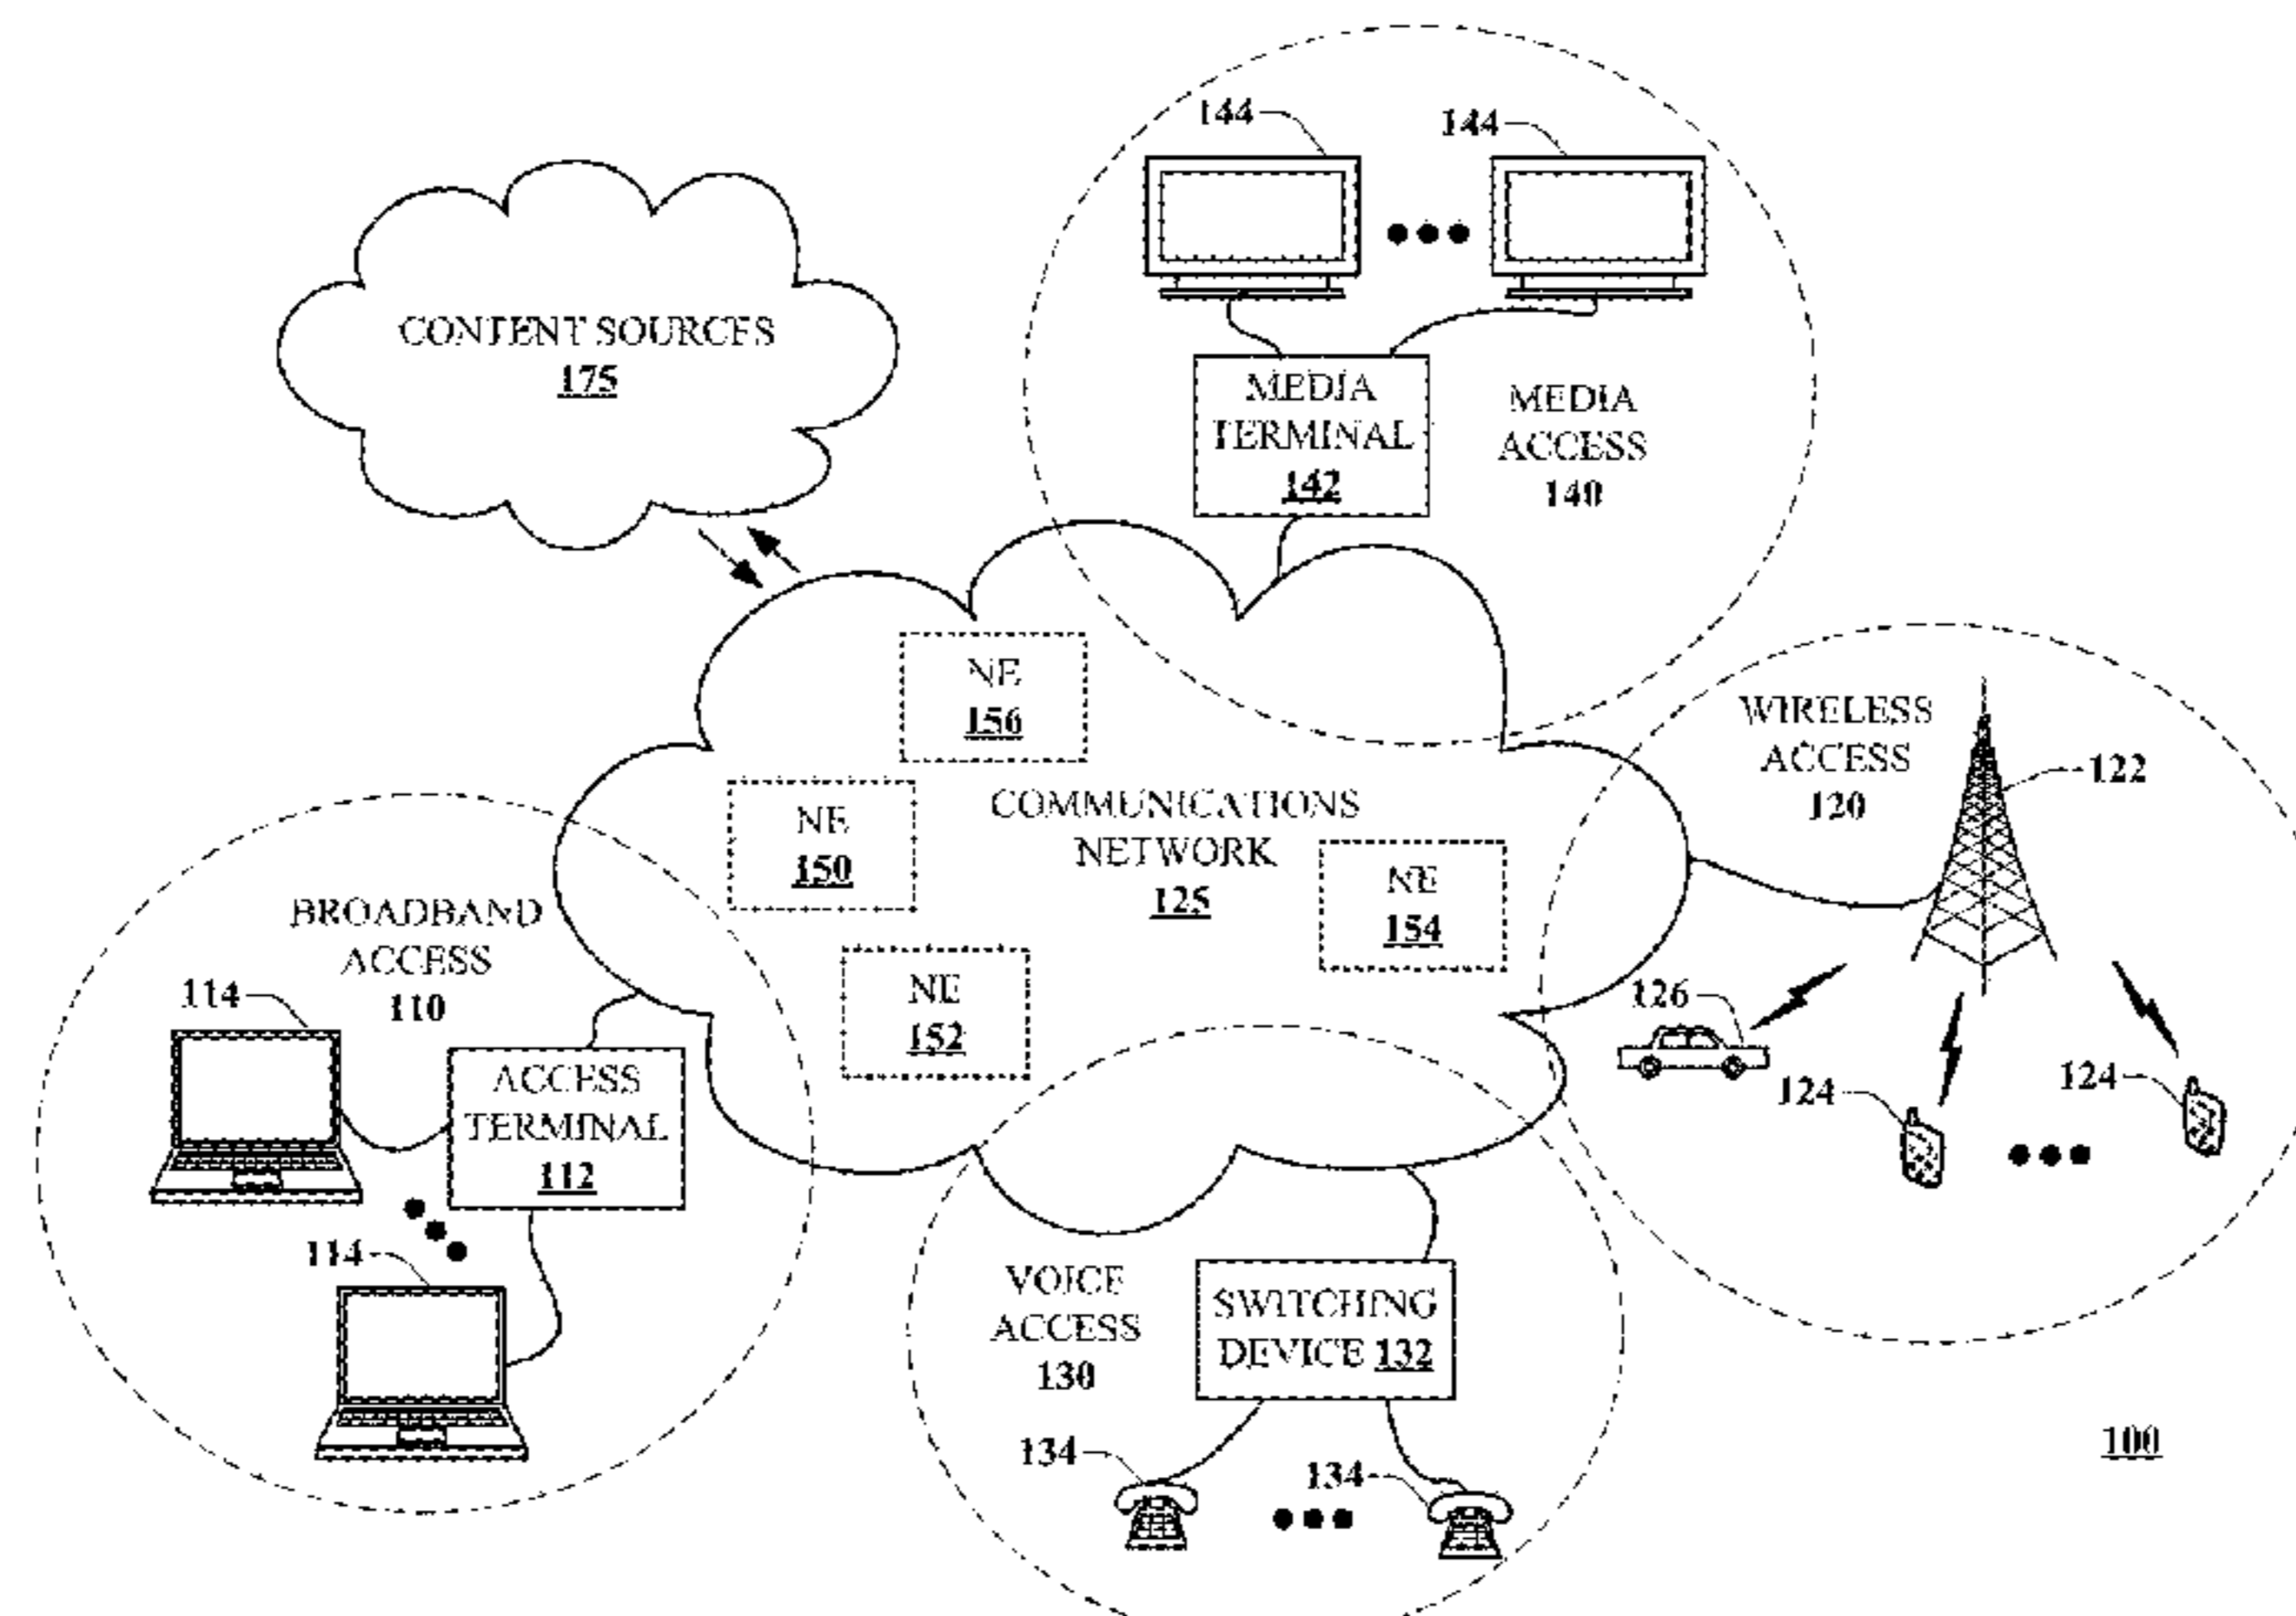 144
144
CONTENT SOURCES
175
MEDIA
TERMINAL
142
MEDIA
ACCESS
140
NE
156
WIRELESS
ACCESS
120
122
NE
150
COMMUNICATIONS
NETWORK
125
NE
154
BROADBAND
ACCESS
110
114
NE
152
126
124
124
ACCESS
TERMINAL
112
114
VOICE
ACCESS
130
SWITCHING
DEVICE 132
134
134
100